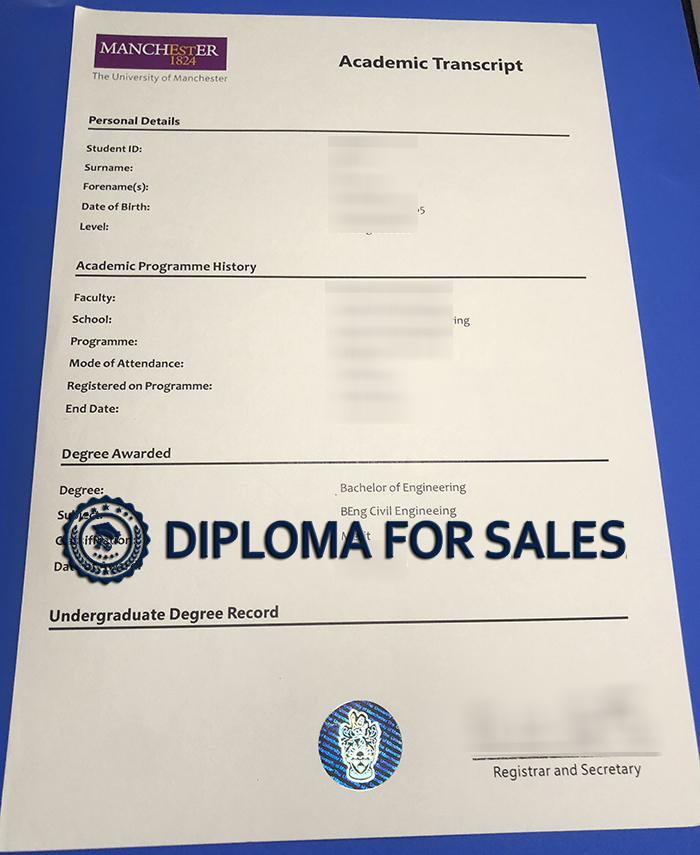 MANCHESTER
1824
The University of Manchester
Academic Transcript
Personal Details
Student ID:
Surname:
Forename(s):
Date of Birth:
5
Level:
Academic Programme History
Faculty:
School:
ing
Programme:
Mode of Attendance:
Registered on Programme:
End Date:
Degree Awarded
Degree: Bachelor of Engineering
BEng Civil Engineeing
DIPLOMA FOR SALES
Undergraduate Degree Record
Registrar and Secretary